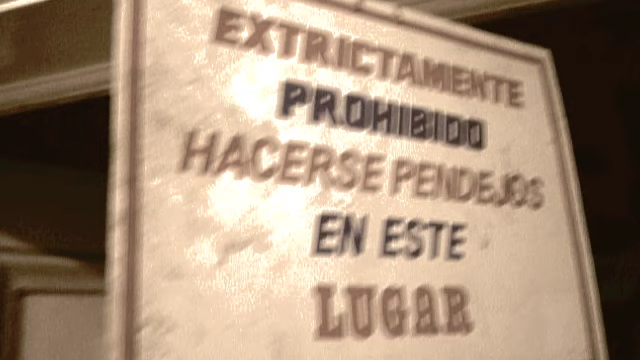 EXTRICTAMENTE
PROHIBIDO
HACERSE PENDEJOS
EN ESTE
LUGAR